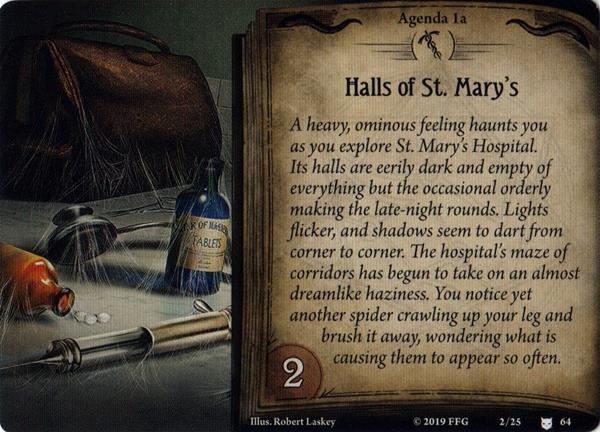 Agenda 1a
Halls of St. Mary's
A heavy, ominous feeling haunts you
as you explore St. Mary's Hospital.
Its halls are eerily dark and empty of
everything but the occasional orderly
making the late-night rounds. Lights
flicker, and shadows seem to dart from
corner to corner. The hospital's maze of
corridors has begun to take on an almost
dreamlike haziness. You notice yet
another spider crawling up your leg and
brush it away, wondering what is
causing them to appear so often.
2
TABLETS
Illus. Robert Laskey
© 2019 FFG
2/25
64